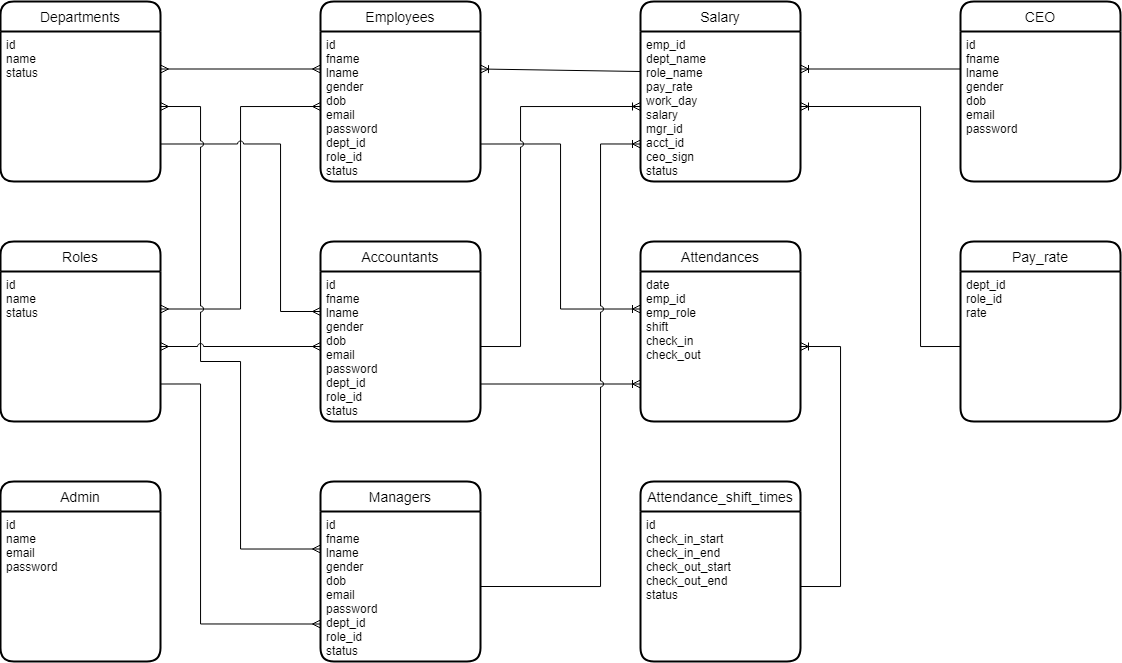 Departments
id
name
status
Employees
id
fname
lname
gender
dob
email
password
dept_id
role_id
status
Salary
emp_id
dept_name
role_name
pay_rate
work_day
salary
mgr_id
acct_id
ceo_sign
status
CEO
id
fname
lname
gender
dob
email
password
Roles
id
name
status
Accountants
id
fname
lname
gender
dob
email
password
dept_id
role_id
status
Attendances
date
emp_id
emp_role
shift
check_in
check_out
Pay_rate
dept_id
role_id
rate
Admin
id
name
email
password
Managers
id
fname
lname
gender
dob
email
password
dept_id
role_id
status
Attendance_shift_times
id
check_in_start
check_in_end
check_out_start
check_out_end
status